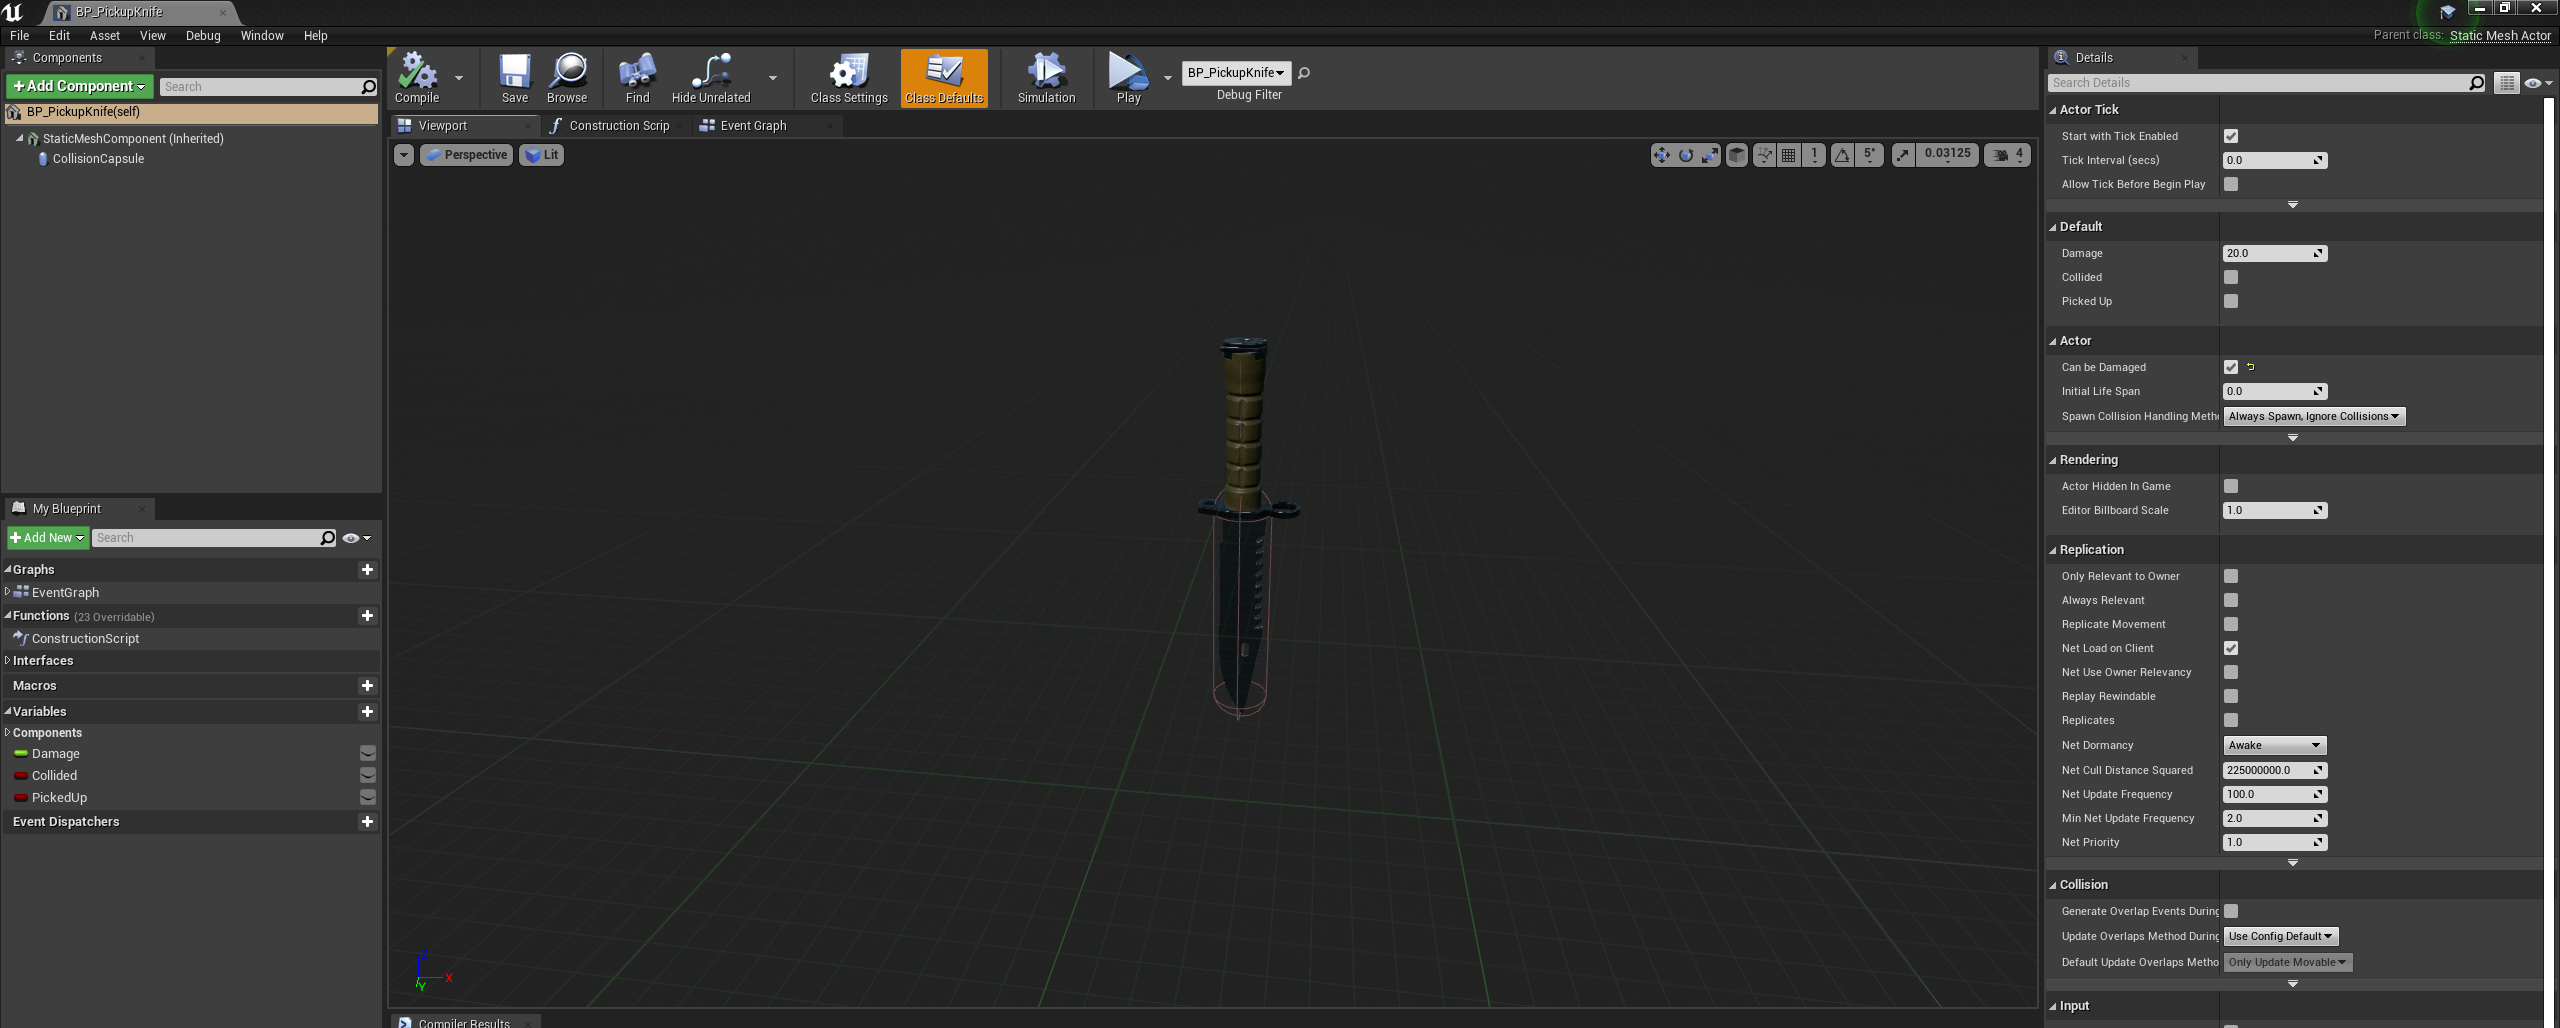 BP_PickupKnife
File Edit Asset View Debug Window Help
Parent class: Static Mesh Actor
Components
+Add Component
Search
BP_PickupKnife(self)
StaticMeshComponent (Inherited)
CollisionCapsule
My Blueprint
+Add New
Search
Graphs
EventGraph
Functions (23 Overridable)
ConstructionScript
Interfaces
Macros
Variables
Components
Damage
Collided
PickedUp
Event Dispatchers
Compile Save Browse Find Hide Unrelated Class Settings Class Defaults Simulation Play
BP_PickupKnife
Debug Filter
Viewport Construction Scrip Event Graph
Perspective Lit
1 5° 0.03125 4
Z
X
Y
Compiler Results
Details
Search Details
Actor Tick
Start with Tick Enabled
Tick Interval (secs) 0.0
Allow Tick Before Begin Play
Default
Damage 20.0
Collided
Picked Up
Actor
Can be Damaged
Initial Life Span 0.0
Spawn Collision Handling Meth Always Spawn, Ignore Collisions
Rendering
Actor Hidden In Game
Editor Billboard Scale 1.0
Replication
Only Relevant to Owner
Always Relevant
Replicate Movement
Net Load on Client
Net Use Owner Relevancy
Replay Rewindable
Replicates
Net Dormancy Awake
Net Cull Distance Squared 225000000.0
Net Update Frequency 100.0
Min Net Update Frequency 2.0
Net Priority 1.0
Collision
Generate Overlap Events During
Update Overlaps Method During Use Config Default
Default Update Overlaps Metho Only Update Movable
Input